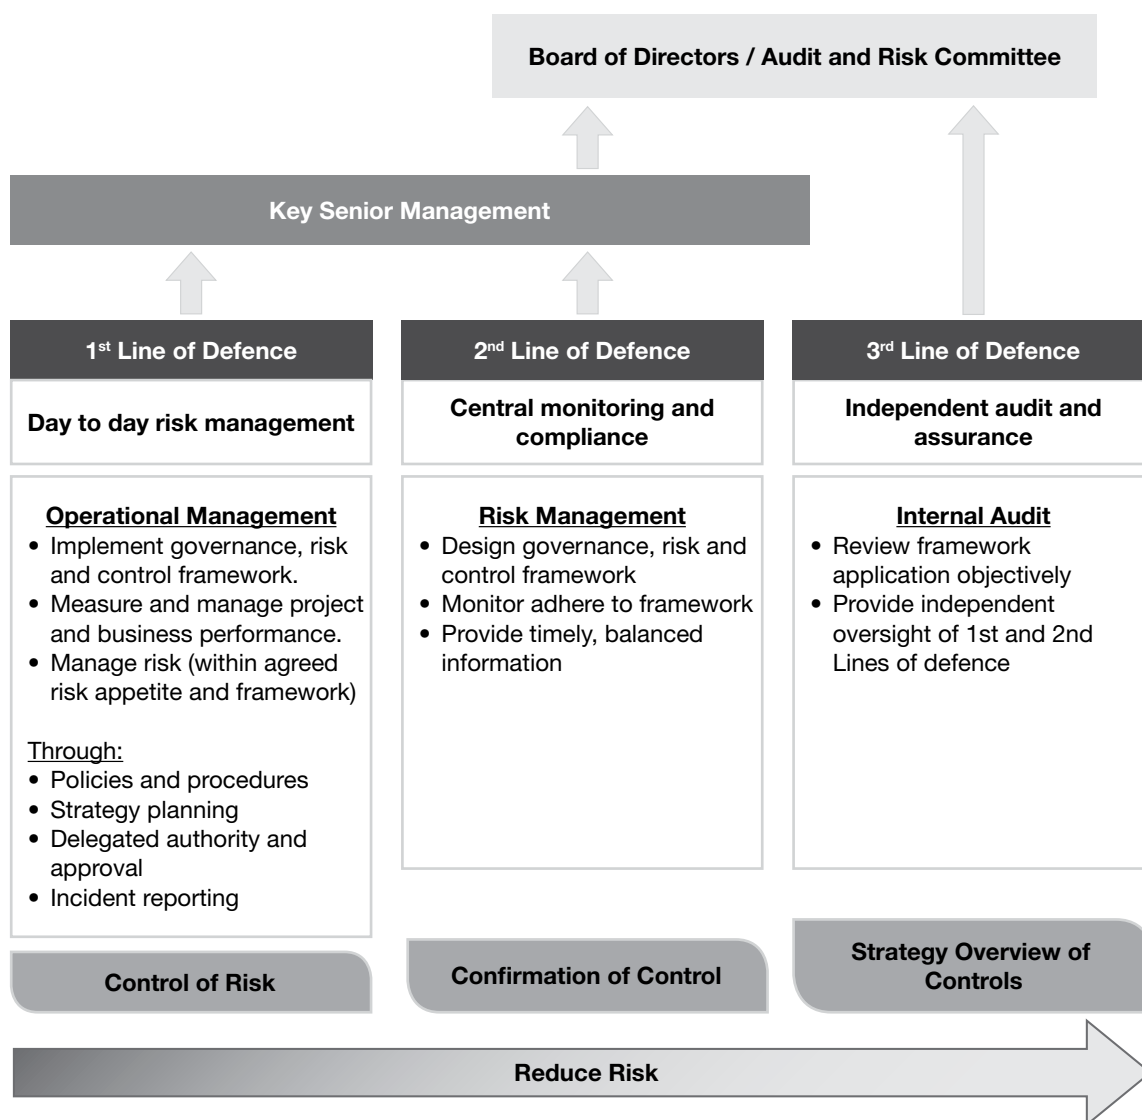 Board of Directors / Audit and Risk Committee
Key Senior Management
1st Line of Defence
Day to day risk management
Operational Management
• Implement governance, risk
and control framework.
• Measure and manage project
and business performance.
• Manage risk (within agreed
risk appetite and framework)
Through:
• Policies and procedures
• Strategy planning
• Delegated authority and
approval
• Incident reporting
Control of Risk
2nd Line of Defence
Central monitoring and
compliance
Risk Management
• Design governance, risk and
control framework
• Monitor adhere to framework
• Provide timely, balanced
information
Confirmation of Control
3rd Line of Defence
Independent audit and
assurance
Internal Audit
• Review framework
application objectively
• Provide independent
oversight of 1st and 2nd
Lines of defence
Strategy Overview of
Controls
Reduce Risk